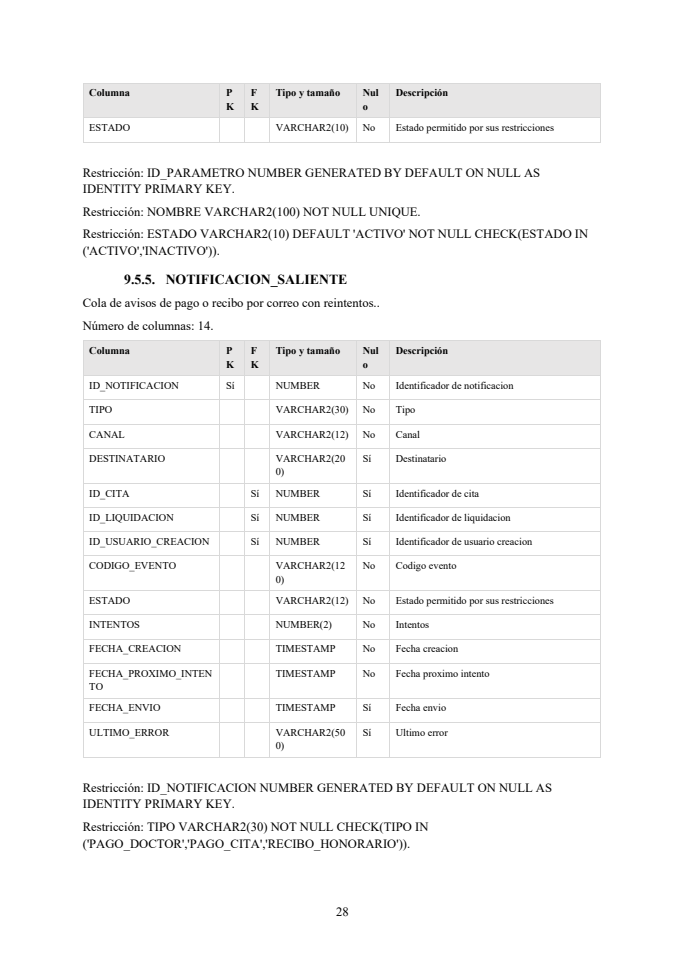 Columna P K F K Tipo y tamaño Nul o Descripción
ESTADO VARCHAR2(10) No Estado permitido por sus restricciones
Restricción: ID_PARAMETRO NUMBER GENERATED BY DEFAULT ON NULL AS
IDENTITY PRIMARY KEY.
Restricción: NOMBRE VARCHAR2(100) NOT NULL UNIQUE.
Restricción: ESTADO VARCHAR2(10) DEFAULT 'ACTIVO' NOT NULL CHECK(ESTADO IN
('ACTIVO','INACTIVO')).
9.5.5. NOTIFICACION_SALIENTE
Cola de avisos de pago o recibo por correo con reintentos..
Número de columnas: 14.
Columna P K F K Tipo y tamaño Nul o Descripción
ID_NOTIFICACION Sí NUMBER No Identificador de notificacion
TIPO VARCHAR2(30) No Tipo
CANAL VARCHAR2(12) No Canal
DESTINATARIO VARCHAR2(20 0) Sí Destinatario
ID_CITA Sí NUMBER Sí Identificador de cita
ID_LIQUIDACION Sí NUMBER Sí Identificador de liquidacion
ID_USUARIO_CREACION Sí NUMBER Sí Identificador de usuario creacion
CODIGO_EVENTO VARCHAR2(12 0) No Codigo evento
ESTADO VARCHAR2(12) No Estado permitido por sus restricciones
INTENTOS NUMBER(2) No Intentos
FECHA_CREACION TIMESTAMP No Fecha creacion
FECHA_PROXIMO_INTEN TO TIMESTAMP No Fecha proximo intento
FECHA_ENVIO TIMESTAMP Sí Fecha envio
ULTIMO_ERROR VARCHAR2(50 0) Sí Ultimo error
Restricción: ID_NOTIFICACION NUMBER GENERATED BY DEFAULT ON NULL AS
IDENTITY PRIMARY KEY.
Restricción: TIPO VARCHAR2(30) NOT NULL CHECK(TIPO IN
('PAGO_DOCTOR','PAGO_CITA','RECIBO_HONORARIO')).
28